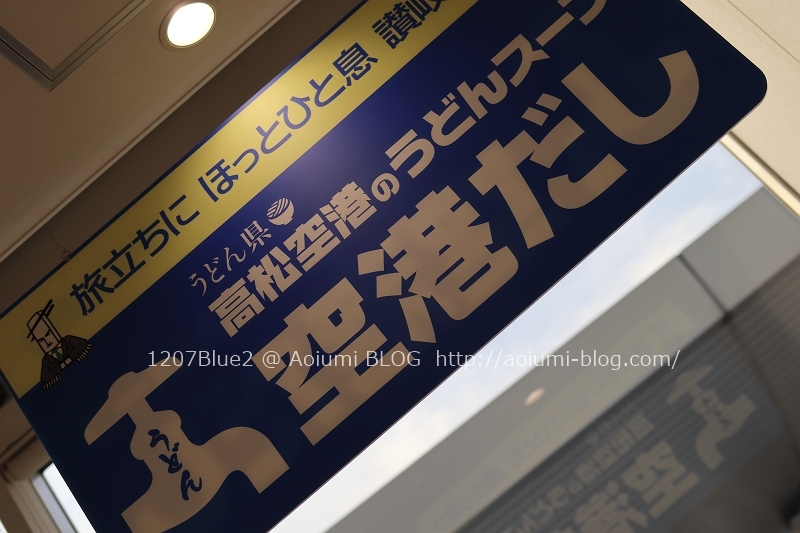 旅立ちに ほっとひと息 讃岐
うどん県
高松空港のうどんスープ
空港だし
うどん
1207Blue2 @ Aoiumi BLOG http://aoiumi-blog.com/